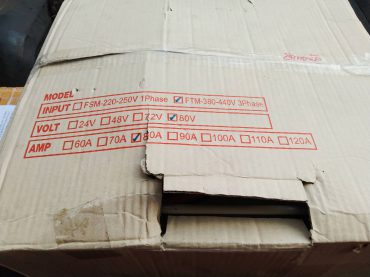 MODEL
INPUT ☐FSM-220-250V 1Phase ☑FTM-380-440V 3Phase
VOLT ☐24V ☐48V ☐72V ☑80V
AMP ☐60A ☐70A ☑80A ☐90A ☐100A ☐110A ☐120A